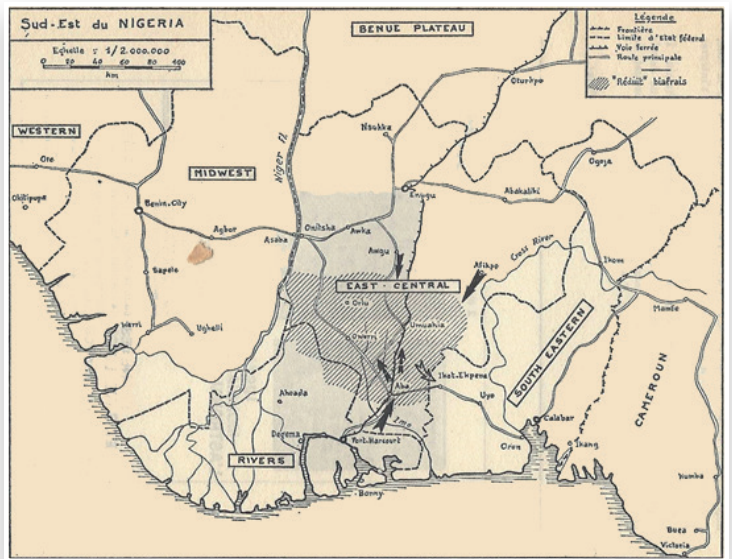 Sud-Est du NIGERIA
Echelle : 1/2.000.000
0 20 40 60 80 100
km
BENUE PLATEAU
Légende
Frontière
Limite d'Etat fédéral
Voie ferrée
Route principale
"Réduit" biafrais
WESTERN
MIDWEST
Niger fl.
Nsukka
Oturkpo
Ogoja
Ore
Okitipupa
Benin.City
Enugu
Abakaliki
Agbor
Asaba
Onitsha
Awka
Awgu
Afikpo
Cross River
Ikom
Sapele
EAST - CENTRAL
Orlu
Mamfe
Warri
Ughelli
Owerri
Umuahia
SOUTH EASTERN
CAMEROUN
Ahoada
Aba
Ikot.Ekpene
Uyo
Imo
Calabar
Degema
Port.Harcourt
Oron
Ikang
RIVERS
Bonny
Kumba
Buea
Victoria